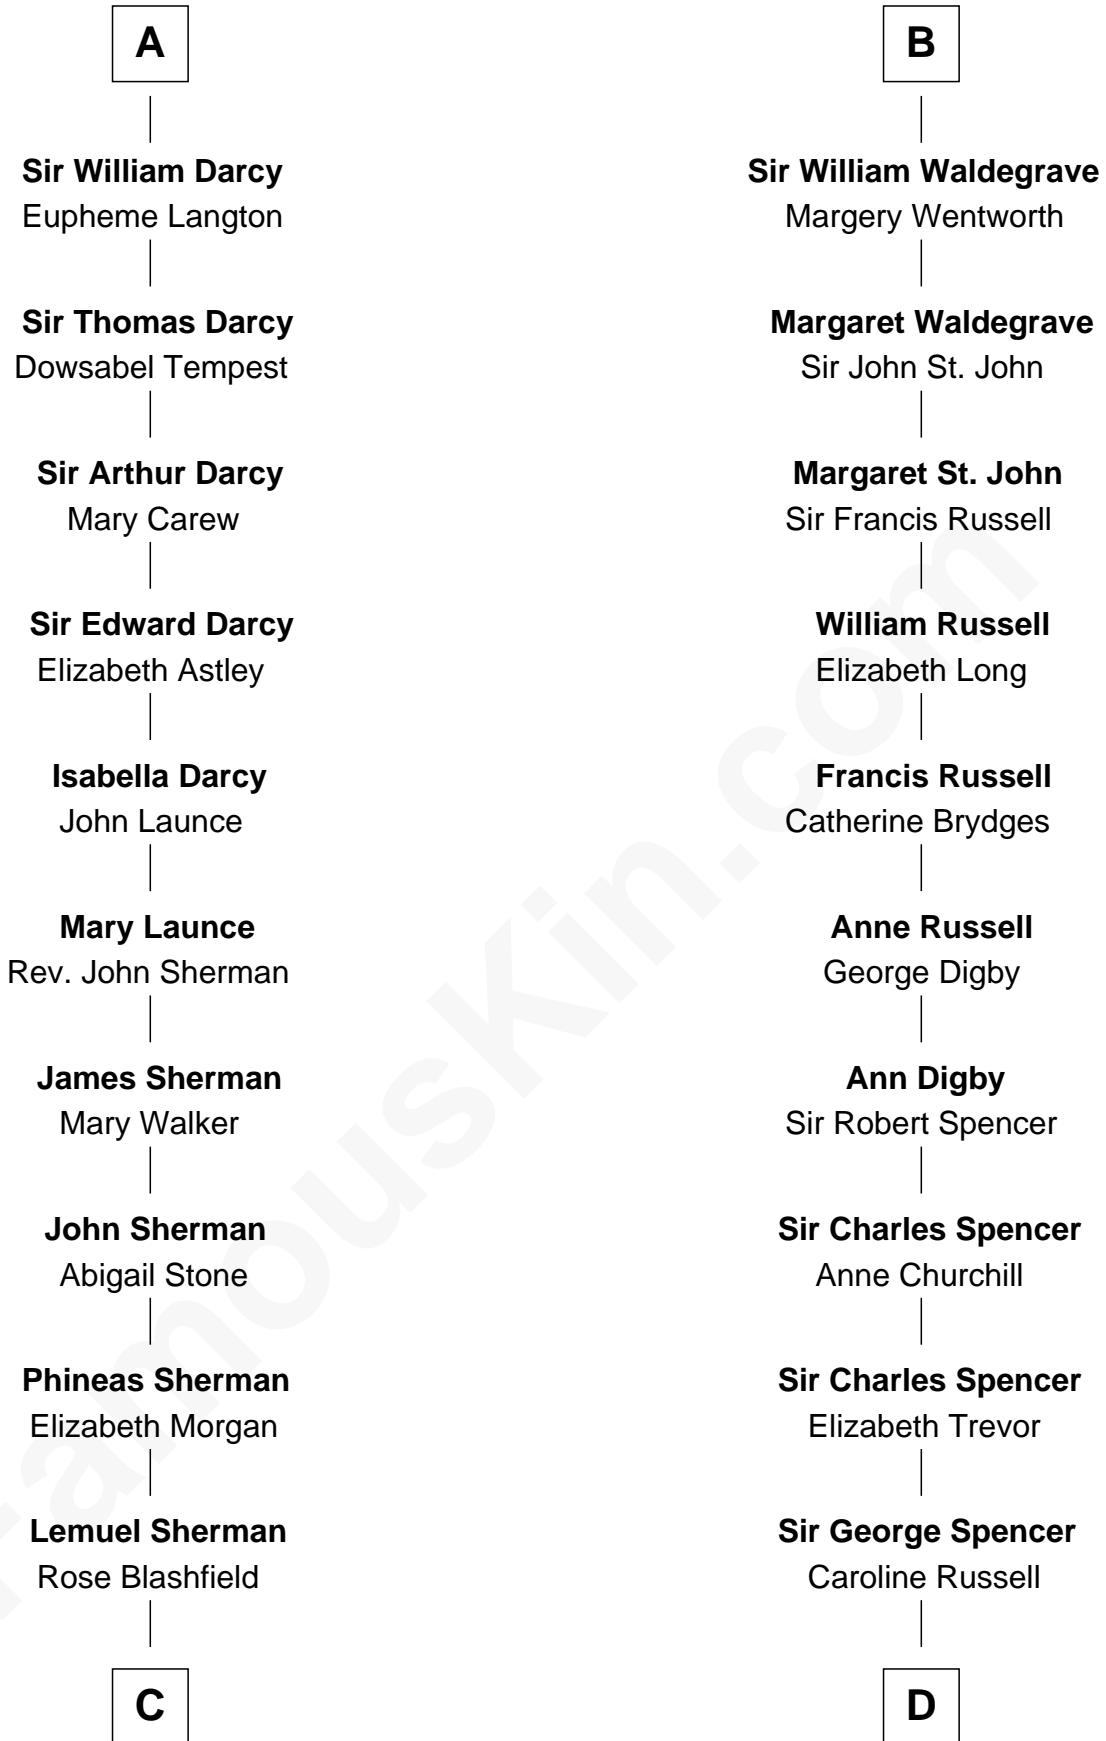 A
Sir William Darcy
Eupheme Langton
Sir Thomas Darcy
Dowsabel Tempest
Sir Arthur Darcy
Mary Carew
Sir Edward Darcy
Elizabeth Astley
Isabella Darcy
John Launce
Mary Launce
Rev. John Sherman
James Sherman
Mary Walker
John Sherman
Abigail Stone
Phineas Sherman
Elizabeth Morgan
Lemuel Sherman
Rose Blashfield
C
B
Sir William Waldegrave
Margery Wentworth
Margaret Waldegrave
Sir John St. John
Margaret St. John
Sir Francis Russell
William Russell
Elizabeth Long
Francis Russell
Catherine Brydges
Anne Russell
George Digby
Ann Digby
Sir Robert Spencer
Sir Charles Spencer
Anne Churchill
Sir Charles Spencer
Elizabeth Trevor
Sir George Spencer
Caroline Russell
D
FamousKin.com